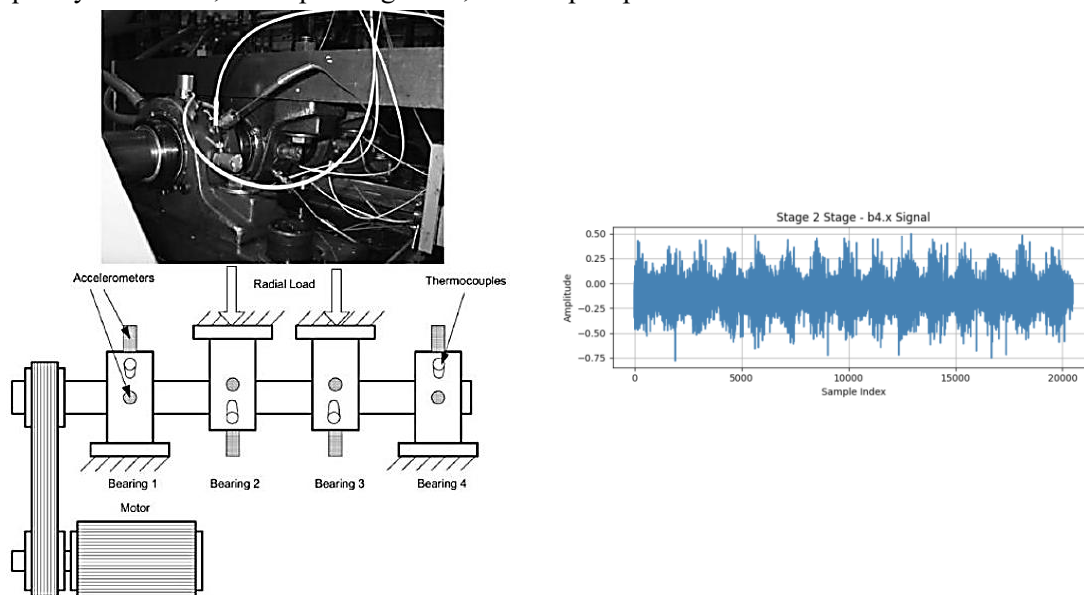 Accelerometers
Radial Load
Thermocouples
Bearing 1
Bearing 2
Bearing 3
Bearing 4
Motor
Stage 2 Stage - b4.x Signal
0.50
0.25
0.00
−0.25
−0.50
−0.75
Amplitude
0
5000
10000
15000
20000
Sample Index